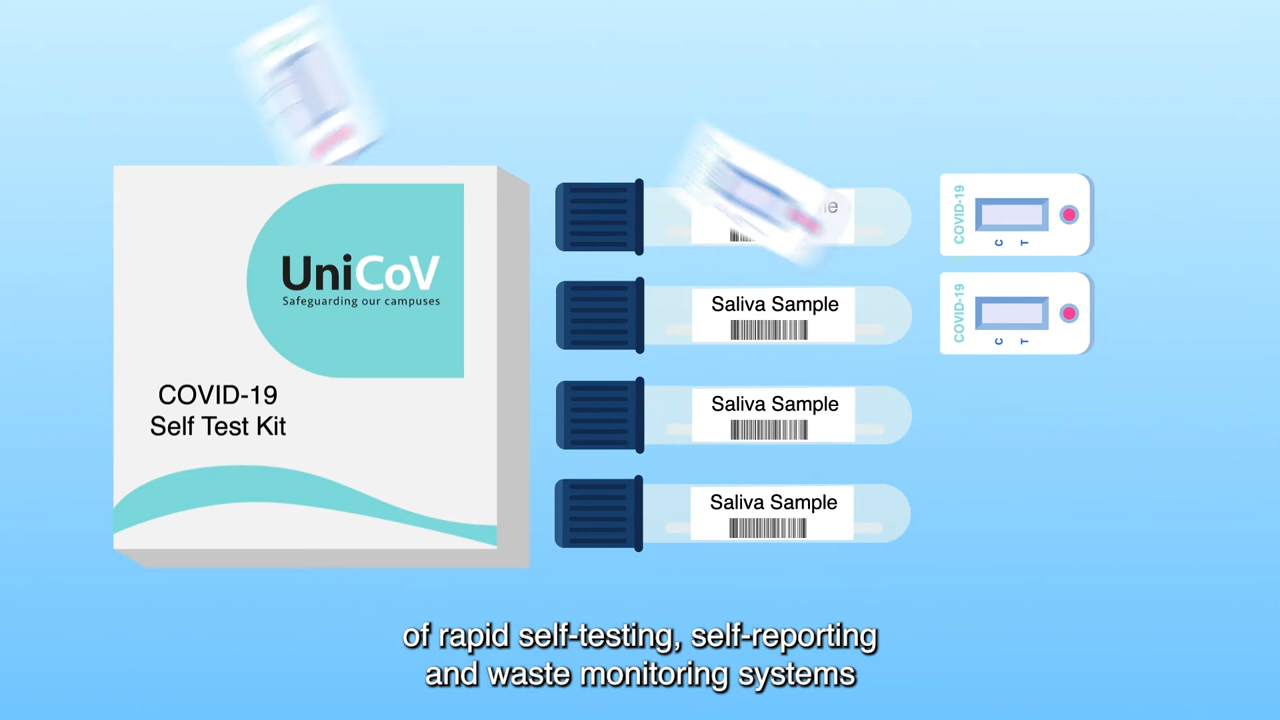 UniCoV
Safeguarding our campuses
COVID-19
Self Test Kit
Saliva Sample
Saliva Sample
Saliva Sample
COVID-19
C
T
COVID-19
C
T
of rapid self-testing, self-reporting
and waste monitoring systems